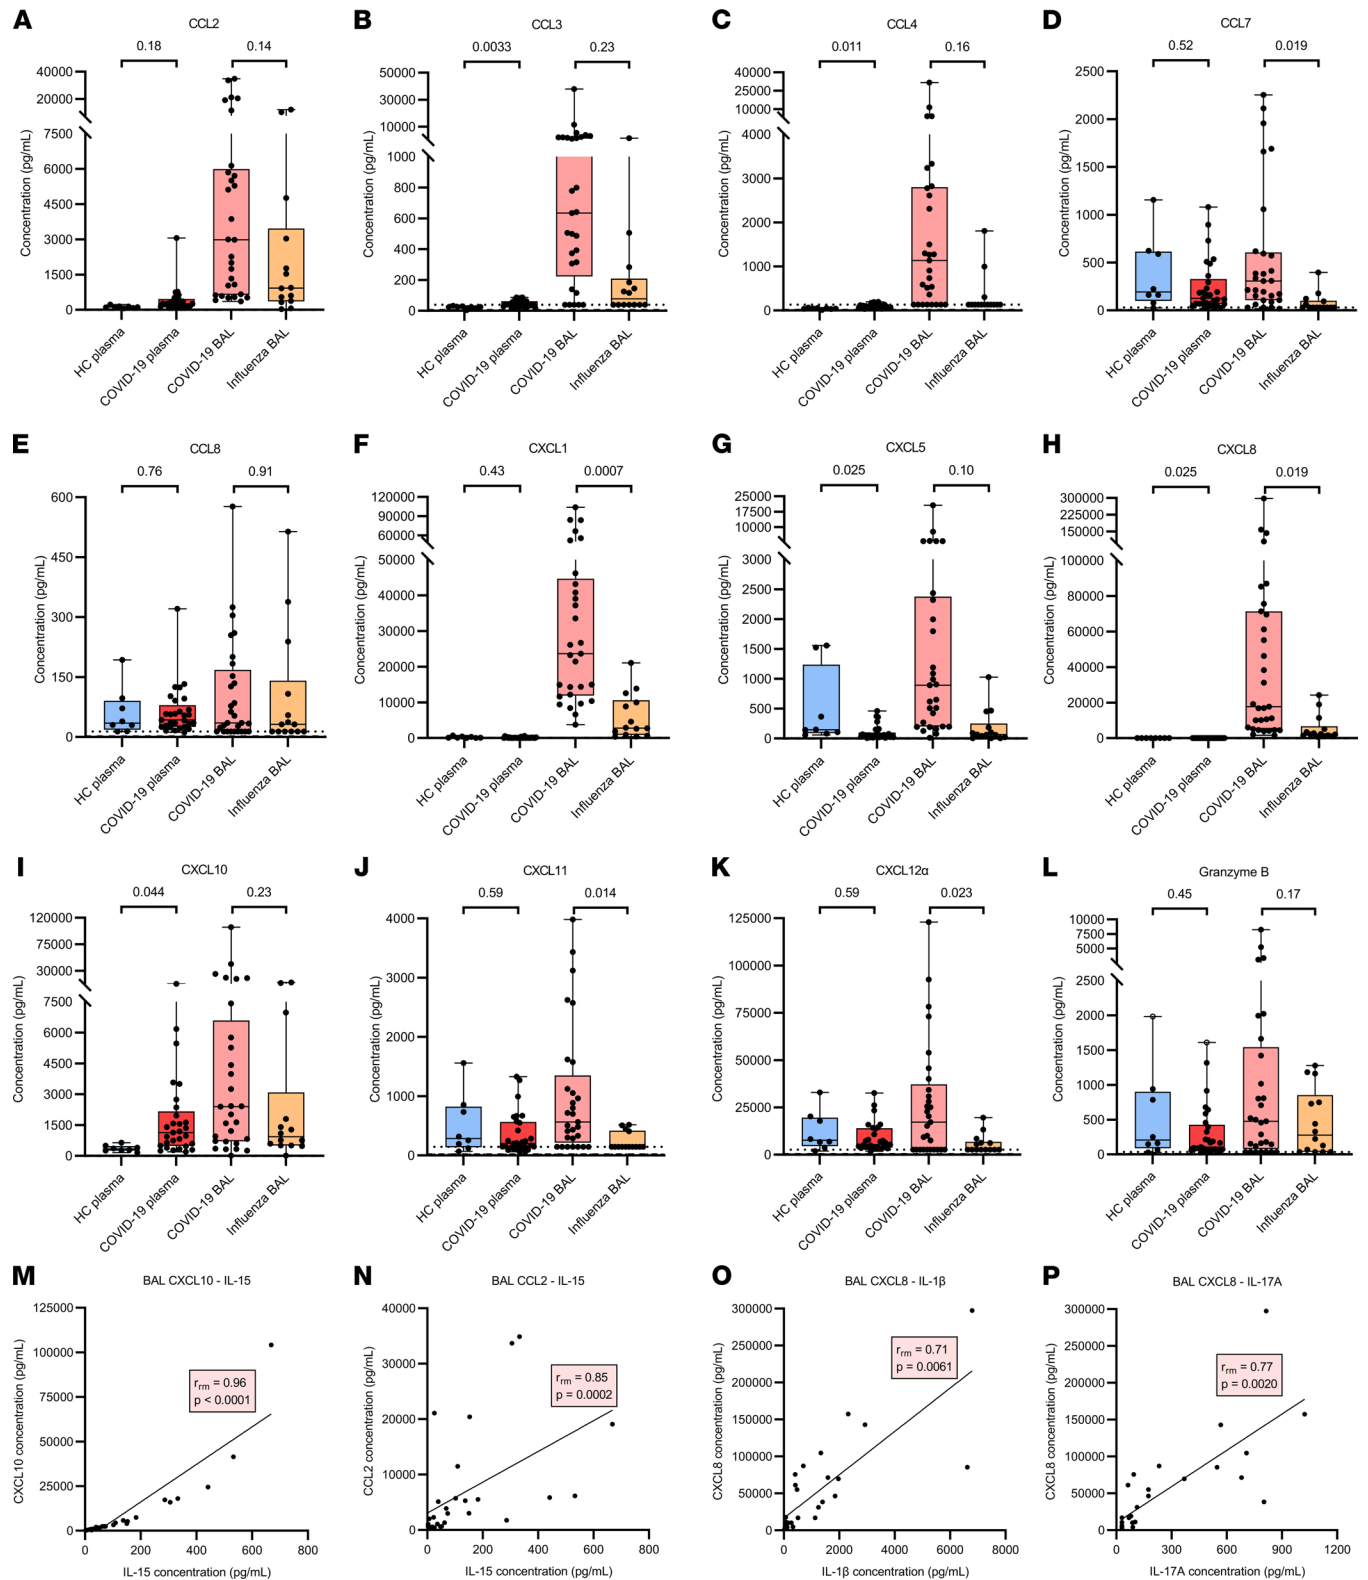 A
CCL2
0.18
0.14
Concentration (pg/mL)
40000
20000
7500
6000
3000
1500
0
HC plasma
COVID-19 plasma
COVID-19 BAL
Influenza BAL
B
CCL3
0.0033
0.23
Concentration (pg/mL)
50000
30000
10000
1000
800
600
400
200
0
HC plasma
COVID-19 plasma
COVID-19 BAL
Influenza BAL
C
CCL4
0.011
0.16
Concentration (pg/mL)
40000
25000
10000
4000
3000
2000
1000
0
HC plasma
COVID-19 plasma
COVID-19 BAL
Influenza BAL
D
CCL7
0.52
0.019
Concentration (pg/mL)
2500
2000
1500
1000
500
0
HC plasma
COVID-19 plasma
COVID-19 BAL
Influenza BAL
E
CCL8
0.76
0.91
Concentration (pg/mL)
600
450
300
150
0
HC plasma
COVID-19 plasma
COVID-19 BAL
Influenza BAL
F
CXCL1
0.43
0.0007
Concentration (pg/mL)
120000
90000
60000
50000
40000
30000
20000
10000
0
HC plasma
COVID-19 plasma
COVID-19 BAL
Influenza BAL
G
CXCL5
0.025
0.10
Concentration (pg/mL)
25000
17500
10000
3000
2500
2000
1500
1000
500
0
HC plasma
COVID-19 plasma
COVID-19 BAL
Influenza BAL
H
CXCL8
0.025
0.019
Concentration (pg/mL)
300000
225000
150000
100000
80000
60000
40000
20000
0
HC plasma
COVID-19 plasma
COVID-19 BAL
Influenza BAL
I
CXCL10
0.044
0.23
Concentration (pg/mL)
120000
75000
30000
7500
6000
4500
3000
1500
0
HC plasma
COVID-19 plasma
COVID-19 BAL
Influenza BAL
J
CXCL11
0.59
0.014
Concentration (pg/mL)
4000
3000
2000
1000
0
HC plasma
COVID-19 plasma
COVID-19 BAL
Influenza BAL
K
CXCL12α
0.59
0.023
Concentration (pg/mL)
125000
100000
75000
50000
25000
0
HC plasma
COVID-19 plasma
COVID-19 BAL
Influenza BAL
L
Granzyme B
0.45
0.17
Concentration (pg/mL)
10000
7500
5000
2500
2000
1500
1000
500
0
HC plasma
COVID-19 plasma
COVID-19 BAL
Influenza BAL
M
BAL CXCL10 - IL-15
CXCL10 concentration (pg/mL)
125000
100000
75000
50000
25000
0
rrm = 0.96
p < 0.0001
0 200 400 600 800
IL-15 concentration (pg/mL)
N
BAL CCL2 - IL-15
CCL2 concentration (pg/mL)
40000
30000
20000
10000
0
rrm = 0.85
p = 0.0002
0 200 400 600 800
IL-15 concentration (pg/mL)
O
BAL CXCL8 - IL-1β
CXCL8 concentration (pg/mL)
300000
250000
200000
150000
100000
50000
0
rrm = 0.71
p = 0.0061
0 2000 4000 6000 8000
IL-1β concentration (pg/mL)
P
BAL CXCL8 - IL-17A
CXCL8 concentration (pg/mL)
300000
250000
200000
150000
100000
50000
0
rrm = 0.77
p = 0.0020
0 300 600 900 1200
IL-17A concentration (pg/mL)